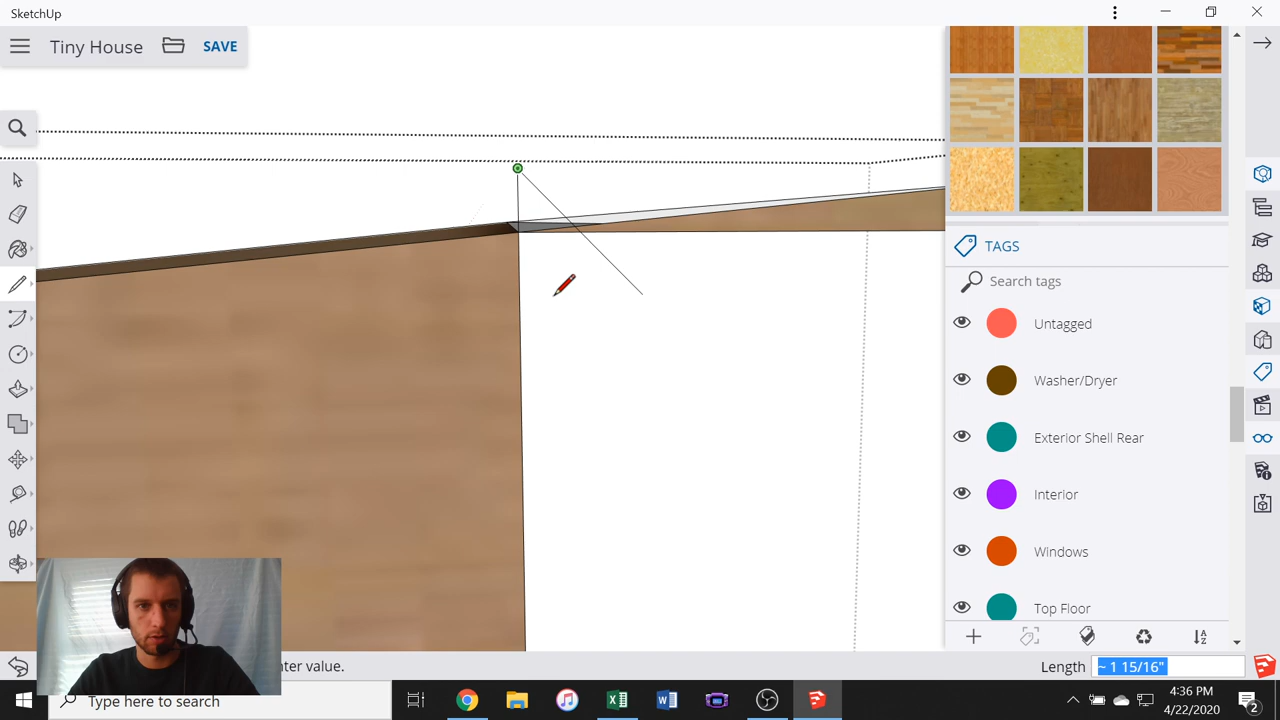 SketchUp
Tiny House
SAVE
TAGS
Search tags
Untagged
Washer/Dryer
Exterior Shell Rear
Interior
Windows
Top Floor
nter value.
Length
~ 1 15/16"
Type here to search
4:36 PM
4/22/2020
2